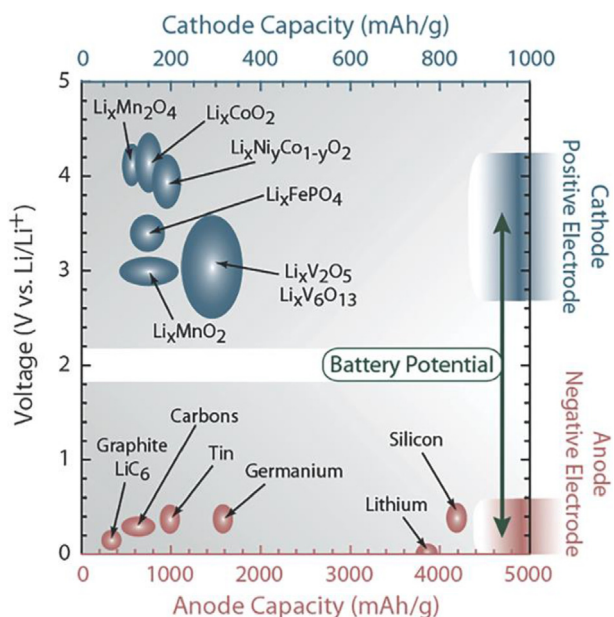 Cathode Capacity (mAh/g)
0 200 400 600 800 1000
5
4
3
2
1
0
Voltage (V vs. Li/Li⁺)
LiₓMn₂O₄
LiₓCoO₂
LiₓNiyCo₁₋yO₂
LiₓFePO₄
LiₓV₂O₅
LiₓV₆O₁₃
LiₓMnO₂
Cathode
Positive Electrode
Battery Potential
Anode
Negative Electrode
Carbons
Graphite
LiC₆
Tin
Germanium
Silicon
Lithium
0 1000 2000 3000 4000 5000
Anode Capacity (mAh/g)